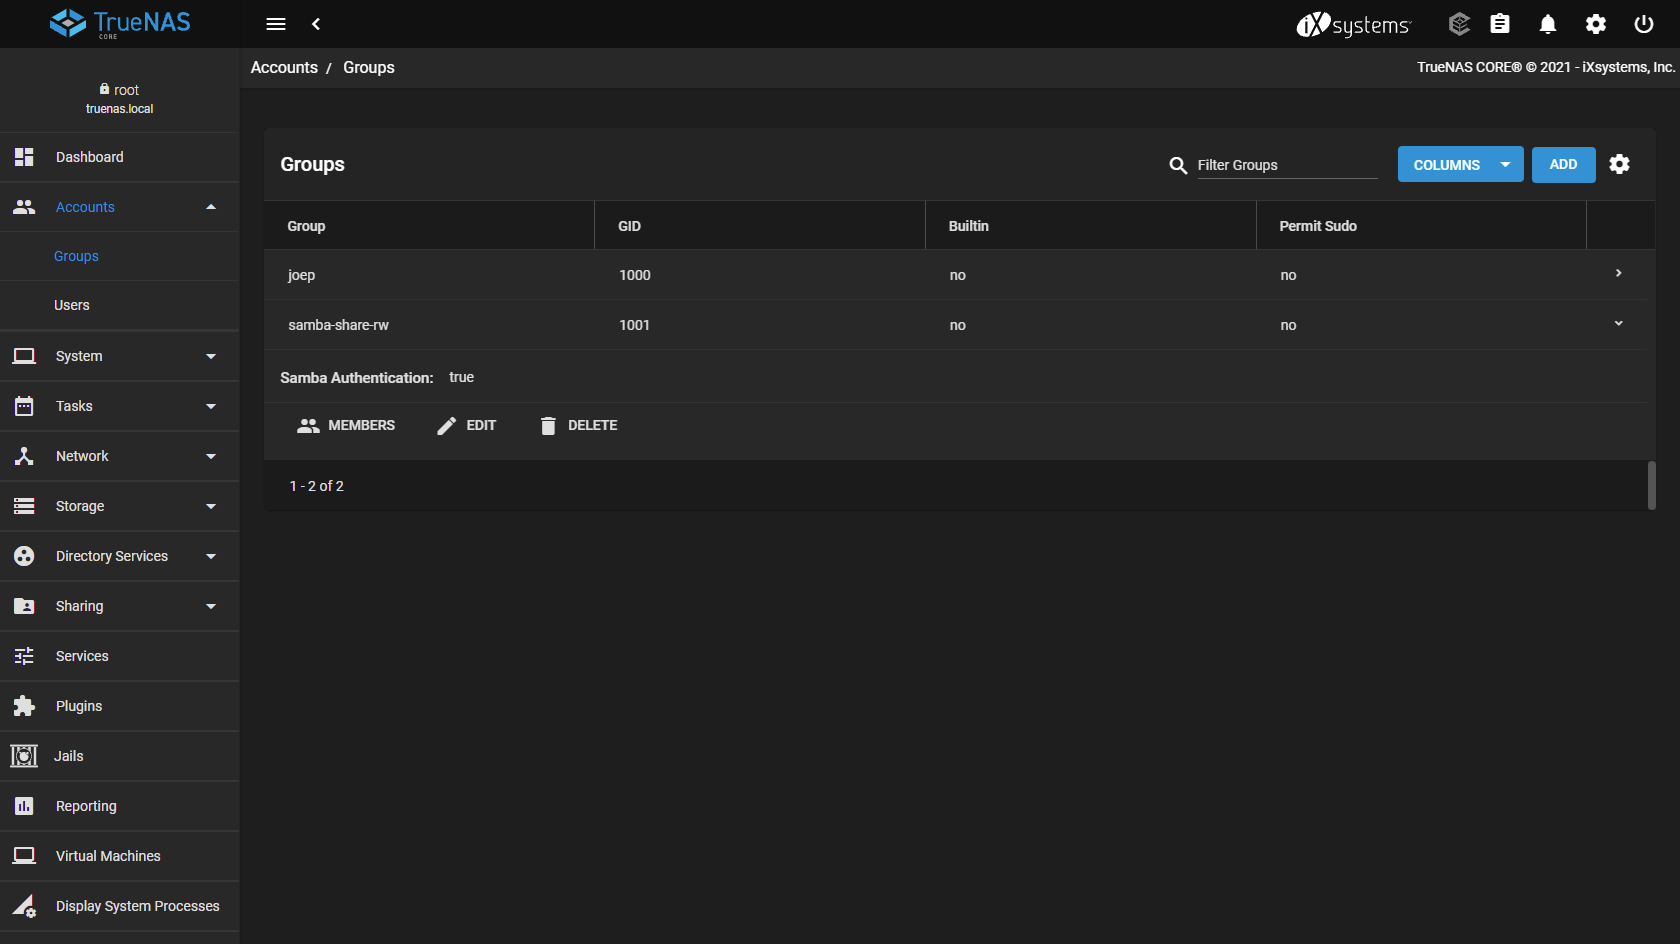 TrueNAS
CORE
iXsystems
Accounts / Groups
TrueNAS CORE® © 2021 - iXsystems, Inc.
root
truenas.local
Dashboard
Accounts
Groups
Users
System
Tasks
Network
Storage
Directory Services
Sharing
Services
Plugins
Jails
Reporting
Virtual Machines
Display System Processes
Groups
Filter Groups
COLUMNS
ADD
Group GID Builtin Permit Sudo
joep 1000 no no
samba-share-rw 1001 no no
Samba Authentication: true
MEMBERS EDIT DELETE
1 - 2 of 2